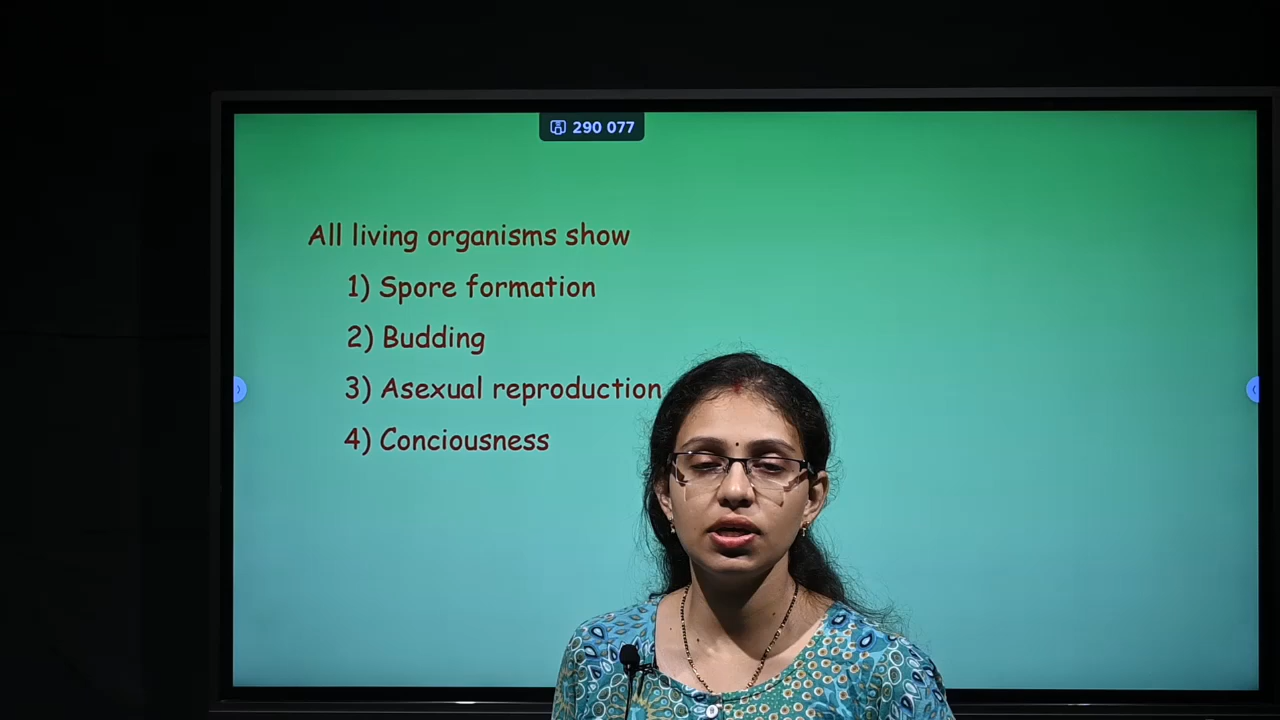 290 077
All living organisms show
1) Spore formation
2) Budding
3) Asexual reproduction
4) Conciousness